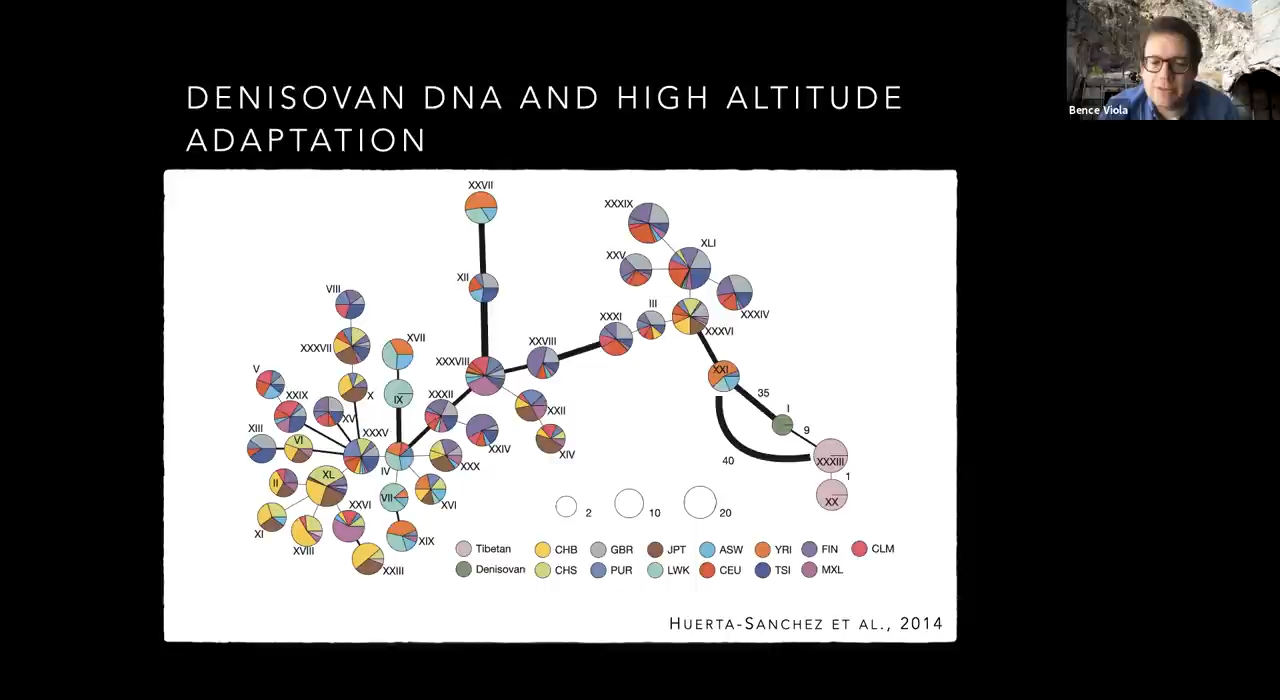 Bence Viola
DENISOVAN DNA AND HIGH ALTITUDE
ADAPTATION
XXVII
XXXIX
XLI
XII
XXV
XXXIV
VIII
III
XXXI
XXXVI
XVII
XXVIII
XXXVII
XXXVIII
XXI
V
X
IX
35
XXIX
XXXII
XXII
I
XV
9
XIII
VI
XXXV
XXIV
XIV
IV
XXX
40
XXXIII
1
II
XL
VII
XX
XXVI
XVI
2
10
20
XI
XVIII
XIX
XXIII
Tibetan CHB GBR JPT ASW YRI FIN CLM
Denisovan CHS PUR LWK CEU TSI MXL
HUERTA-SANCHEZ ET AL., 2014